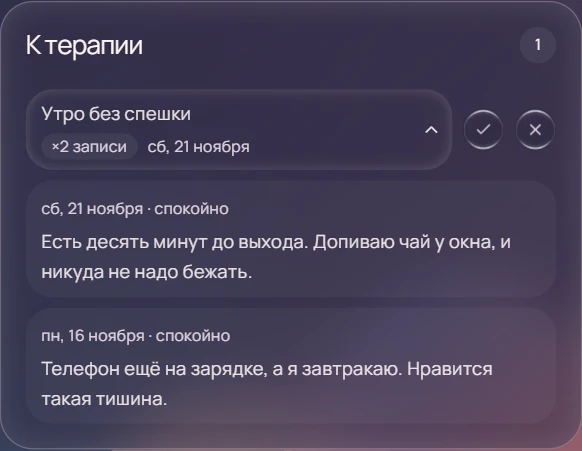 К терапии
1
Утро без спешки
×2 записи сб, 21 ноября
сб, 21 ноября · спокойно
Есть десять минут до выхода. Допиваю чай у окна, и
никуда не надо бежать.
пн, 16 ноября · спокойно
Телефон ещё на зарядке, а я завтракаю. Нравится
такая тишина.